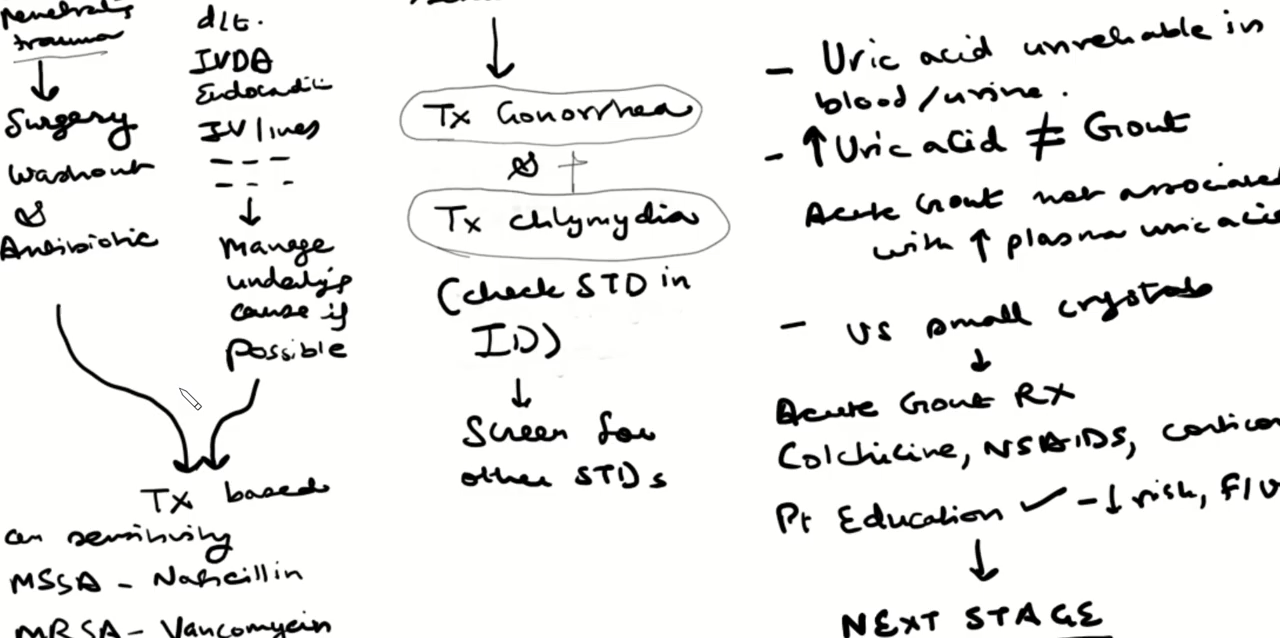 Penetrating
trauma
Surgery
Washout
&
Antibiotic
d/t.
IVDA
Endocarditis
IV lines
Manage
underlying
cause if
possible
Tx based
on sensitivity
MSSA - Nafcillin
MRSA - Vancomycin
Tx Gonorrhea
&
Tx Chlymydia
(check STD in
ID)
Screen for
other STDs
- Uric acid unreliable in
blood/urine.
- ↑ Uric acid ≠ Gout
Acute Gout not associated
with ↑ plasma uric acid
- US small crystals
Acute Gout RX
Colchicine, NSAIDS, corticos
Pt Education ✓ - ↓ risk, F/U
NEXT STAGE